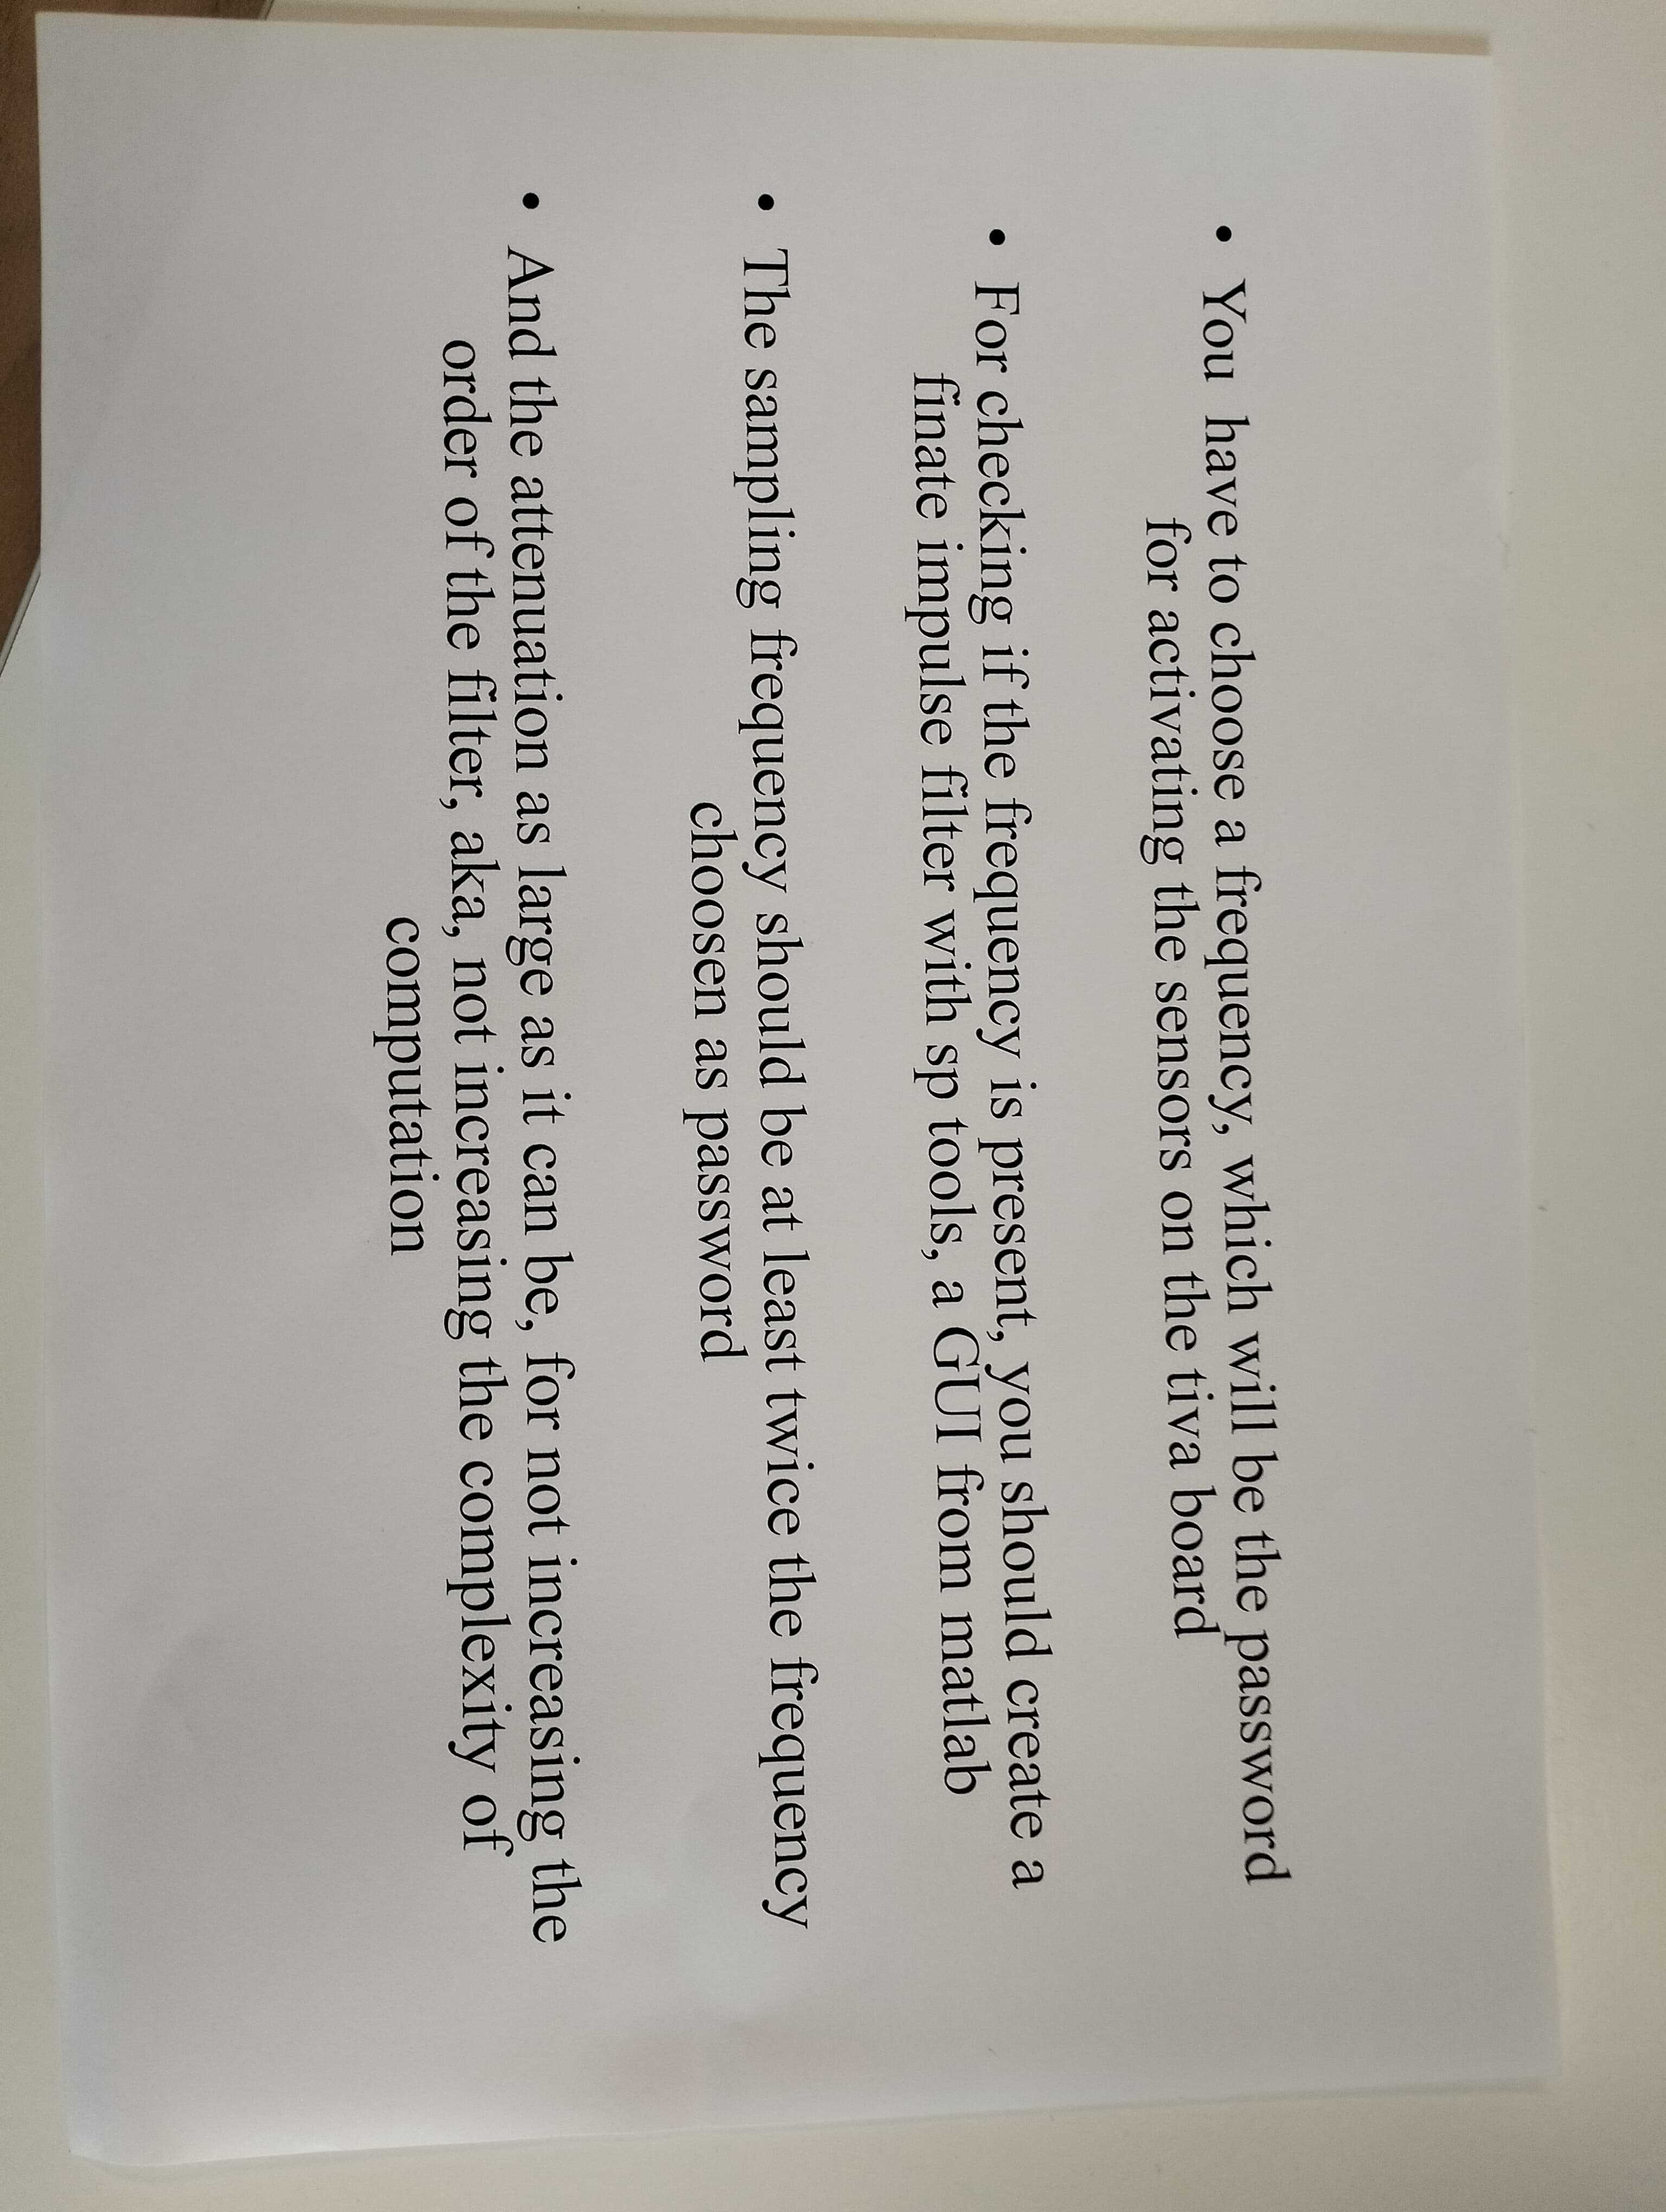 • You have to choose a frequency, which will be the password
for activating the sensors on the tiva board
• For checking if the frequency is present, you should create a
finate impulse filter with sp tools, a GUI from matlab
• The sampling frequency should be at least twice the frequency
choosen as password
• And the attenuation as large as it can be, for not increasing the
order of the filter, aka, not increasing the complexity of
computation